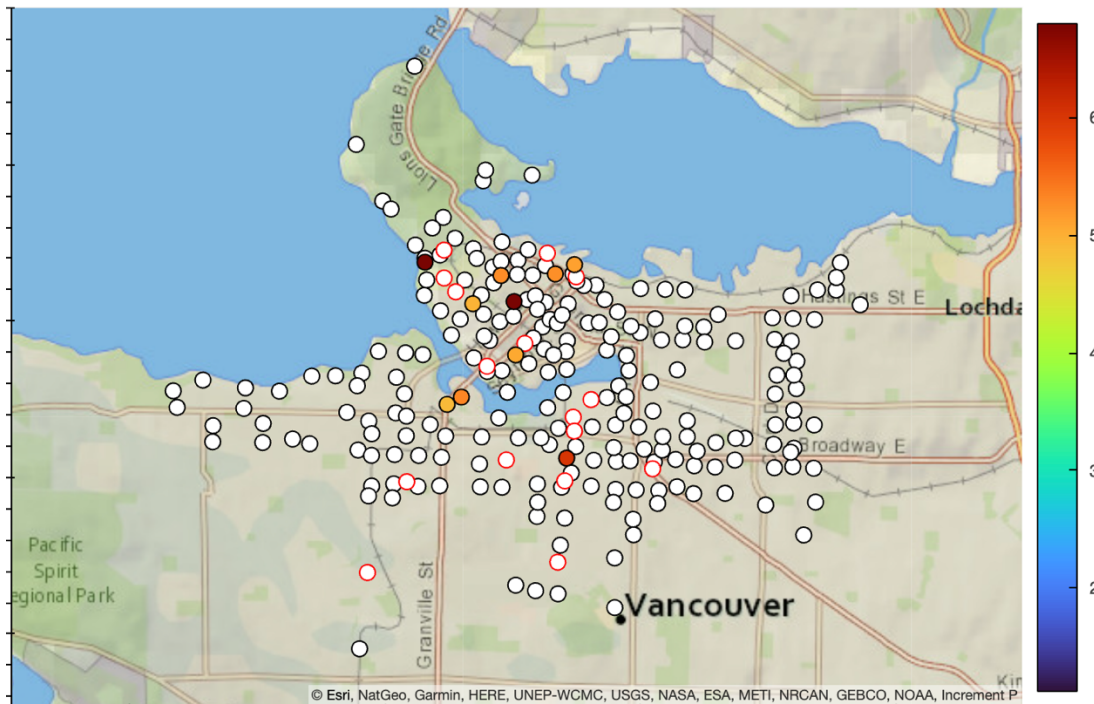 Lions Gate Bridge Rd
Hastings St E
Lochda
Broadway E
Pacific
Spirit
egional Park
Granville St
Vancouver
Kin
© Esri, NatGeo, Garmin, HERE, UNEP-WCMC, USGS, NASA, ESA, METI, NRCAN, GEBCO, NOAA, Increment P
6
5
4
3
2